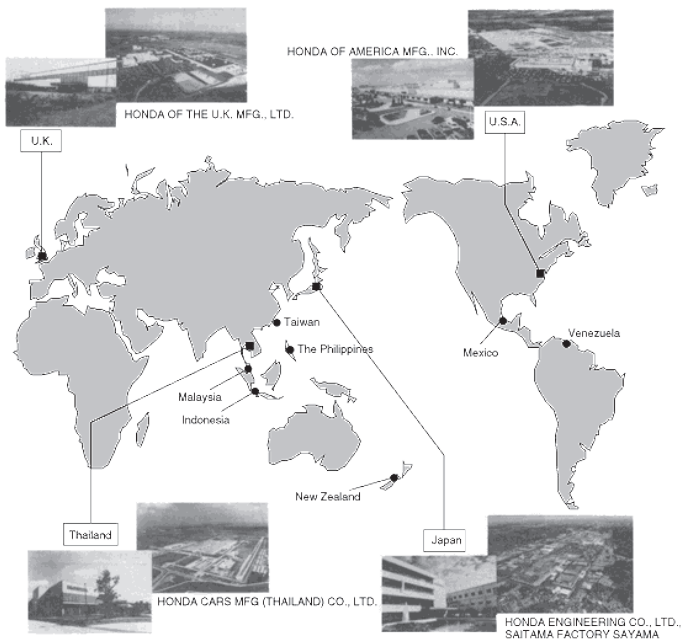 HONDA OF AMERICA MFG., INC.
HONDA OF THE U.K. MFG., LTD.
U.K.
U.S.A.
Taiwan
The Philippines
Venezuela
Mexico
Malaysia
Indonesia
New Zealand
Thailand
Japan
HONDA CARS MFG (THAILAND) CO., LTD.
HONDA ENGINEERING CO., LTD.,
SAITAMA FACTORY SAYAMA